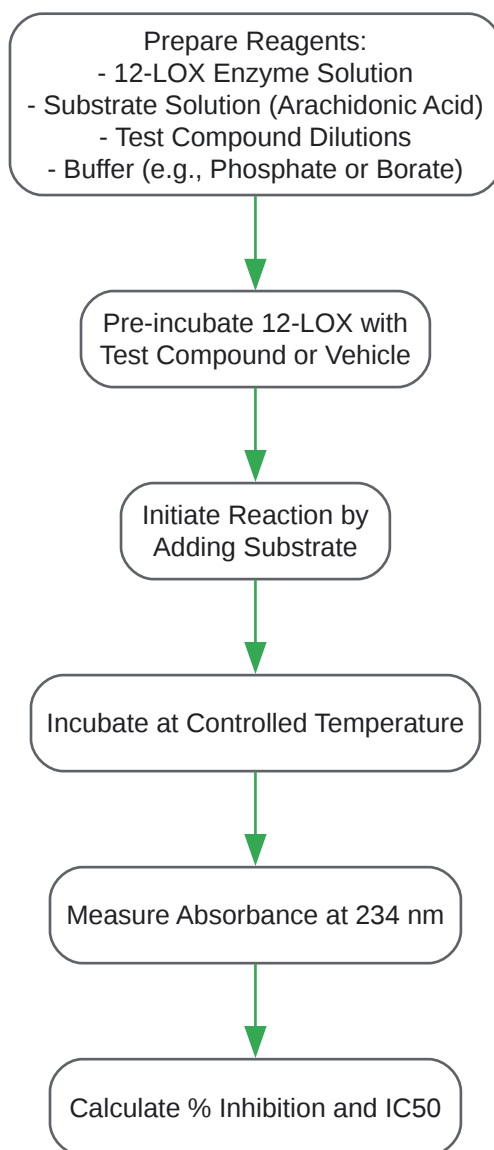 Prepare Reagents:
- 12-LOX Enzyme Solution
- Substrate Solution (Arachidonic Acid)
- Test Compound Dilutions
- Buffer (e.g., Phosphate or Borate)
Pre-incubate 12-LOX with
Test Compound or Vehicle
Initiate Reaction by
Adding Substrate
Incubate at Controlled Temperature
Measure Absorbance at 234 nm
Calculate % Inhibition and IC50